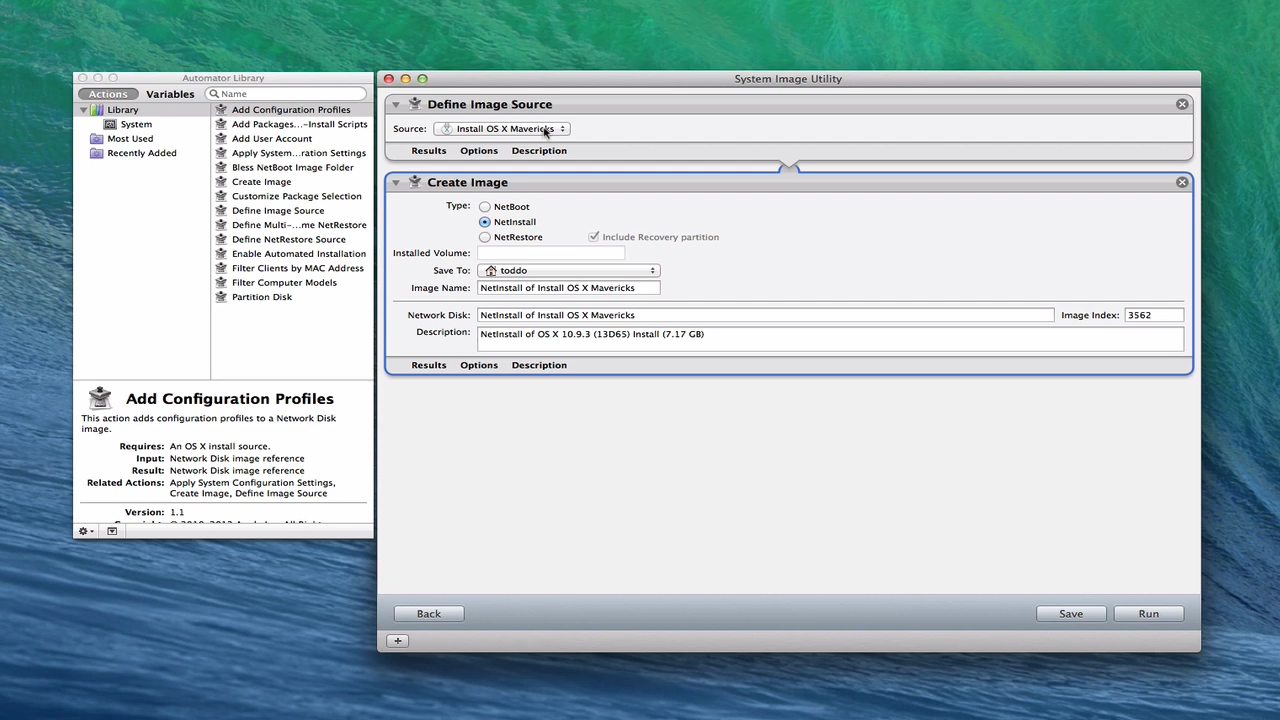 Automator Library
Actions Variables Name
Library
System
Most Used
Recently Added
Add Configuration Profiles
Add Packages...-Install Scripts
Add User Account
Apply System...ration Settings
Bless NetBoot Image Folder
Create Image
Customize Package Selection
Define Image Source
Define Multi-...me NetRestore
Define NetRestore Source
Enable Automated Installation
Filter Clients by MAC Address
Filter Computer Models
Partition Disk
Add Configuration Profiles
This action adds configuration profiles to a Network Disk
image.
Requires: An OS X install source.
Input: Network Disk image reference
Result: Network Disk image reference
Related Actions: Apply System Configuration Settings,
Create Image, Define Image Source
Version: 1.1
System Image Utility
Define Image Source
Source: Install OS X Mavericks
Results Options Description
Create Image
Type: NetBoot
NetInstall
NetRestore Include Recovery partition
Installed Volume:
Save To: toddo
Image Name: NetInstall of Install OS X Mavericks
Network Disk: NetInstall of Install OS X Mavericks Image Index: 3562
Description: NetInstall of OS X 10.9.3 (13D65) Install (7.17 GB)
Results Options Description
Back Save Run